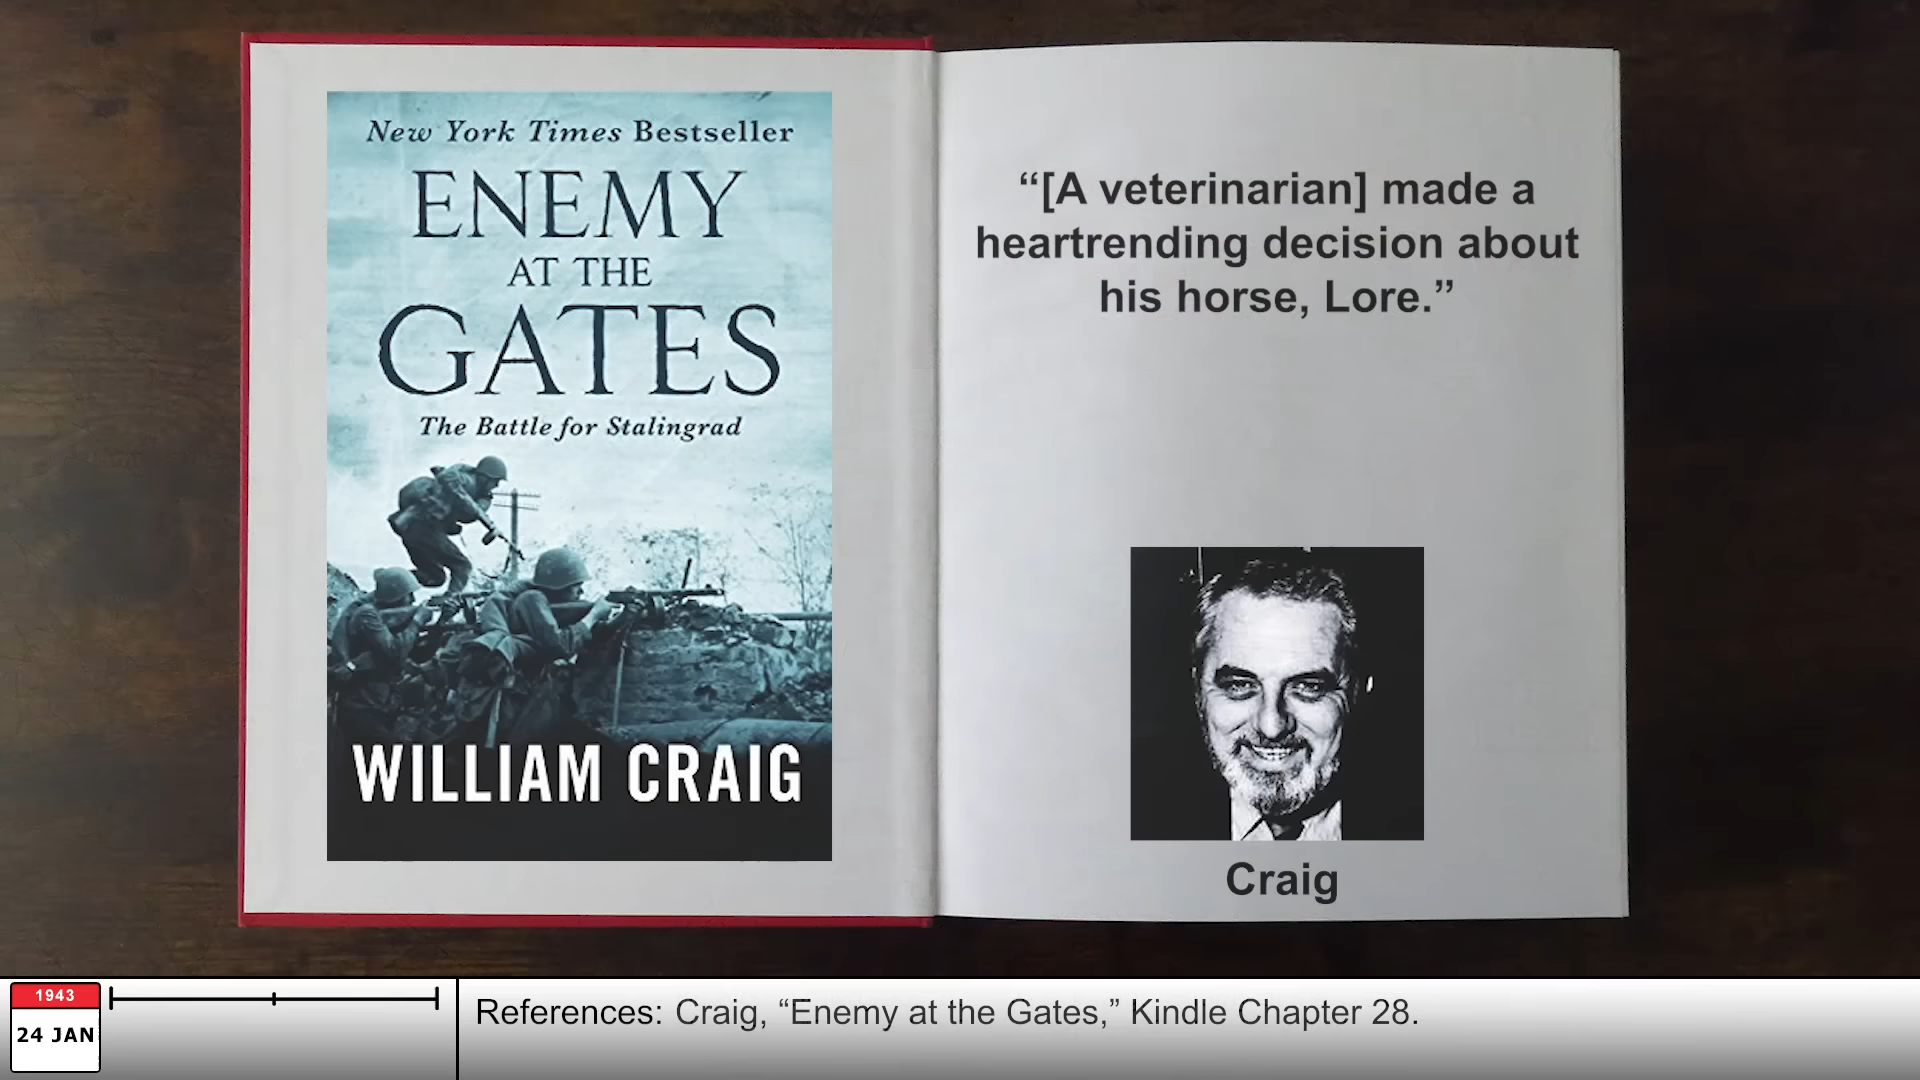 New York Times Bestseller
ENEMY
AT THE
GATES
The Battle for Stalingrad
WILLIAM CRAIG
“[A veterinarian] made a
heartrending decision about
his horse, Lore.”
Craig
1943
24 JAN
References: Craig, “Enemy at the Gates,” Kindle Chapter 28.